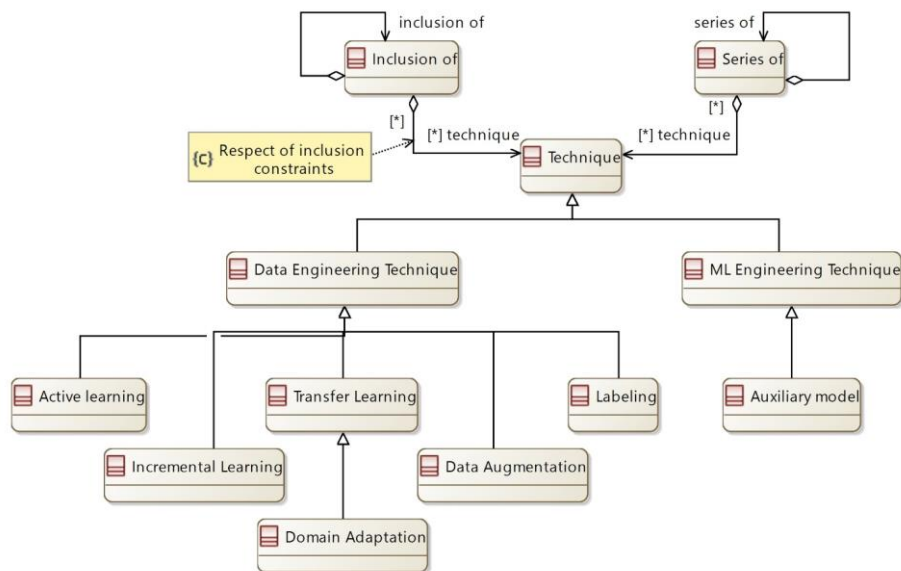 inclusion of
series of
Inclusion of
Series of
[*]
[*] technique
[*]
[*] technique
{C} Respect of inclusion
constraints
Technique
Data Engineering Technique
ML Engineering Technique
Active learning
Transfer Learning
Labeling
Auxiliary model
Incremental Learning
Data Augmentation
Domain Adaptation